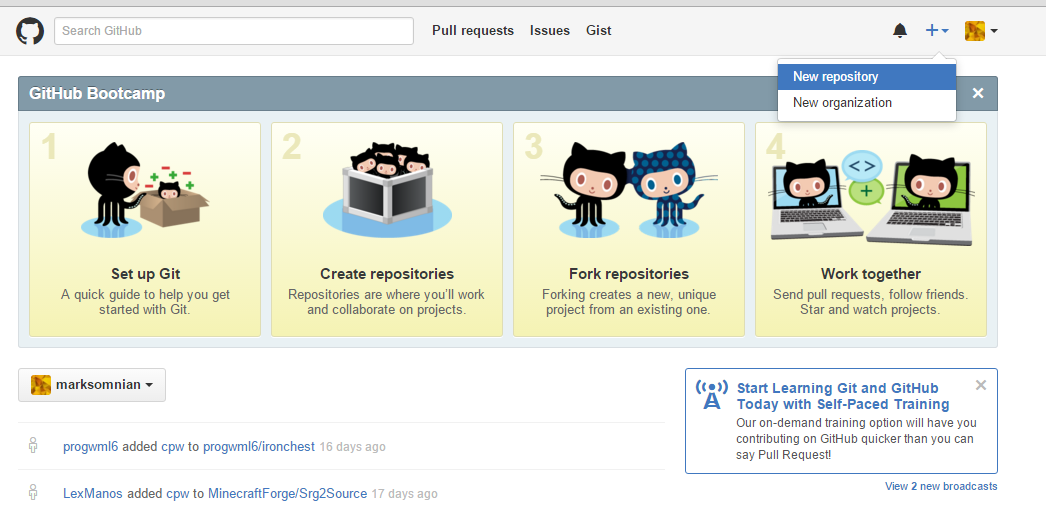 Search GitHub
Pull requests
Issues
Gist
New repository
New organization
GitHub Bootcamp
1
Set up Git
A quick guide to help you get
started with Git.
2
Create repositories
Repositories are where you'll work
and collaborate on projects.
3
Fork repositories
Forking creates a new, unique
project from an existing one.
4
Work together
Send pull requests, follow friends.
Star and watch projects.
marksomnian
progwml6 added cpw to progwml6/ironchest 16 days ago
LexManos added cpw to MinecraftForge/Srg2Source 17 days ago
Start Learning Git and GitHub
Today with Self-Paced Training
Our on-demand training option will have you
contributing on GitHub quicker than you can
say Pull Request!
View 2 new broadcasts